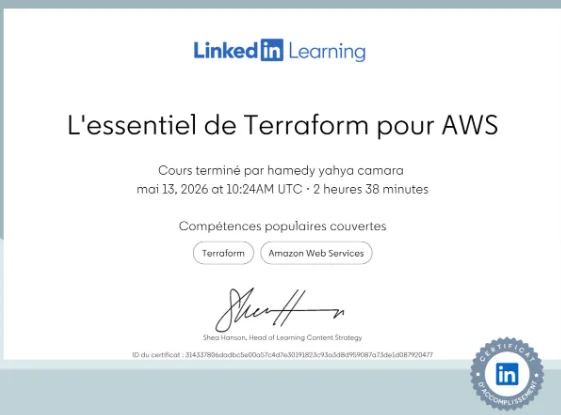 LinkedIn Learning
L'essentiel de Terraform pour AWS
Cours terminé par hamedy yahya camara
mai 13, 2026 at 10:24AM UTC • 2 heures 38 minutes
Compétences populaires couvertes
Terraform
Amazon Web Services
Shea Hanson, Head of Learning Content Strategy
ID du certificat :
CERTIFICAT
in
D'ACCOMPLISSEMENT